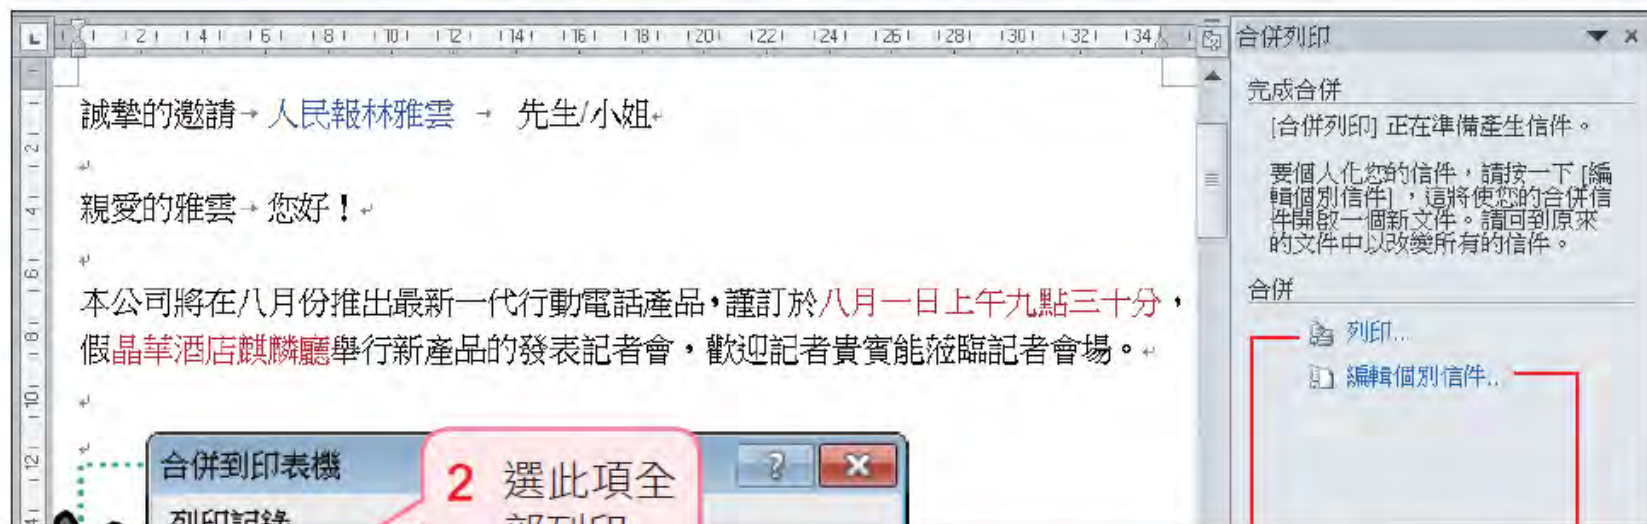 合併列印
誠摯的邀請→人民報林雅雲 → 先生/小姐
親愛的雅雲→您好！
本公司將在八月份推出最新一代行動電話產品，謹訂於八月一日上午九點三十分，
假晶華酒店麒麟廳舉行新產品的發表記者會，歡迎記者貴賓能蒞臨記者會場。
完成合併
[合併列印] 正在準備產生信件。
要個人化您的信件，請按一下 [編
輯個別信件]，這將使您的合併信
件開啟一個新文件。請回到原來
的文件中以改變所有的信件。
合併
列印...
編輯個別信件...
合併到印表機
列印記錄
2 選此項全
部列印